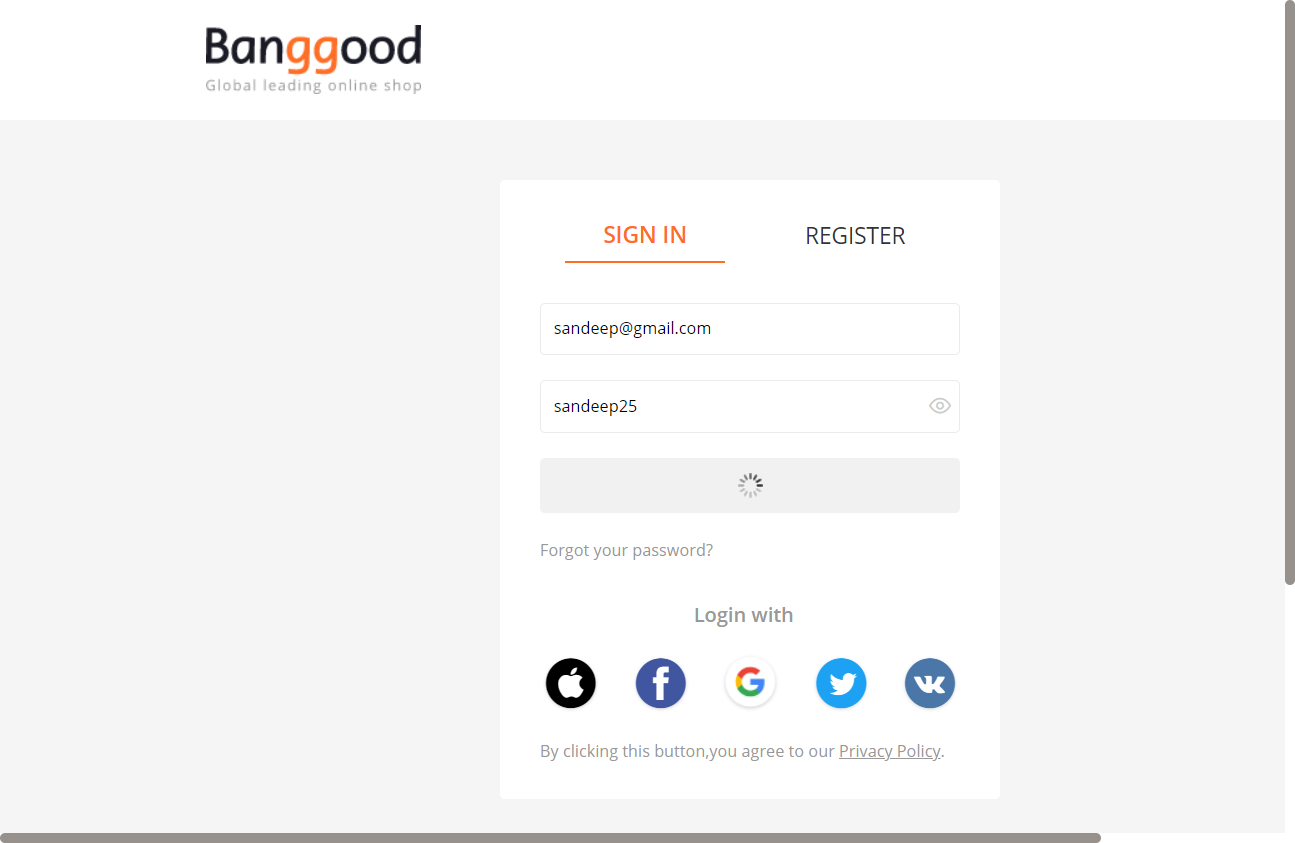 Banggood
Global leading online shop
SIGN IN
REGISTER
sandeep@gmail.com
sandeep25
Forgot your password?
Login with
By clicking this button,you agree to our Privacy Policy.